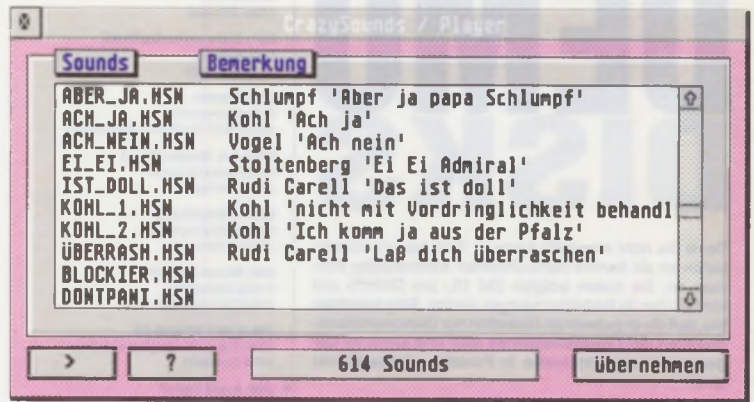 CrazySounds / Player
Sounds Bemerkung
ABER_JA.HSN Schlumpf 'Aber ja papa Schlumpf'
ACH_JA.HSN Kohl 'Ach ja'
ACH_NEIN.HSN Vogel 'Ach nein'
EI_EI.HSN Stoltenberg 'Ei Ei Admiral'
IST_DOLL.HSN Rudi Carell 'Das ist doll'
KOHL_1.HSN Kohl 'nicht mit Vordringlichkeit behandl
KOHL_2.HSN Kohl 'Ich komm ja aus der Pfalz'
ÜBERRASH.HSN Rudi Carell 'Laß dich überraschen'
BLOCKIER.HSN
DONTPANI.HSN
> ? 614 Sounds übernehmen